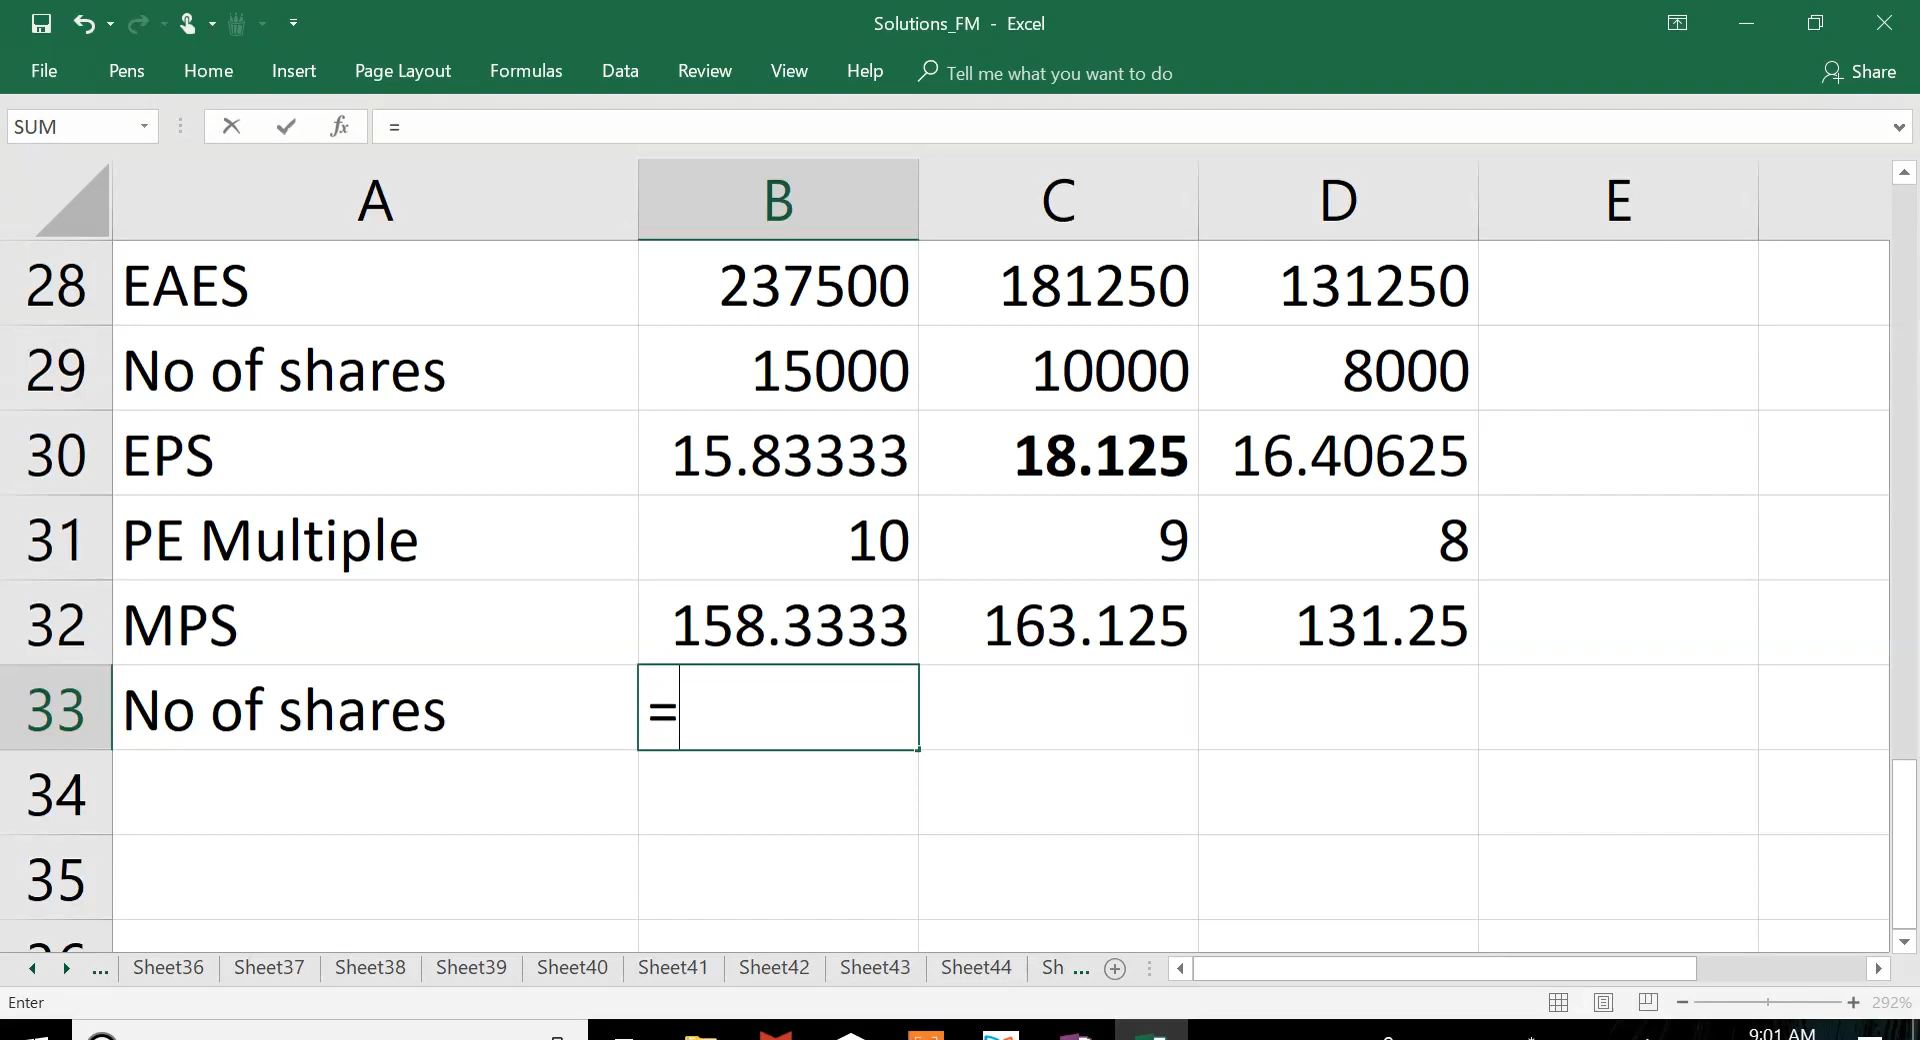 Solutions_FM - Excel
File Pens Home Insert Page Layout Formulas Data Review View Help Tell me what you want to do Share
SUM fx =
A B C D E
28 EAES 237500 181250 131250
29 No of shares 15000 10000 8000
30 EPS 15.83333 18.125 16.40625
31 PE Multiple 10 9 8
32 MPS 158.3333 163.125 131.25
33 No of shares =
34
35
36
... Sheet36 Sheet37 Sheet38 Sheet39 Sheet40 Sheet41 Sheet42 Sheet43 Sheet44 Sh ...
Enter 292%
9:01 AM